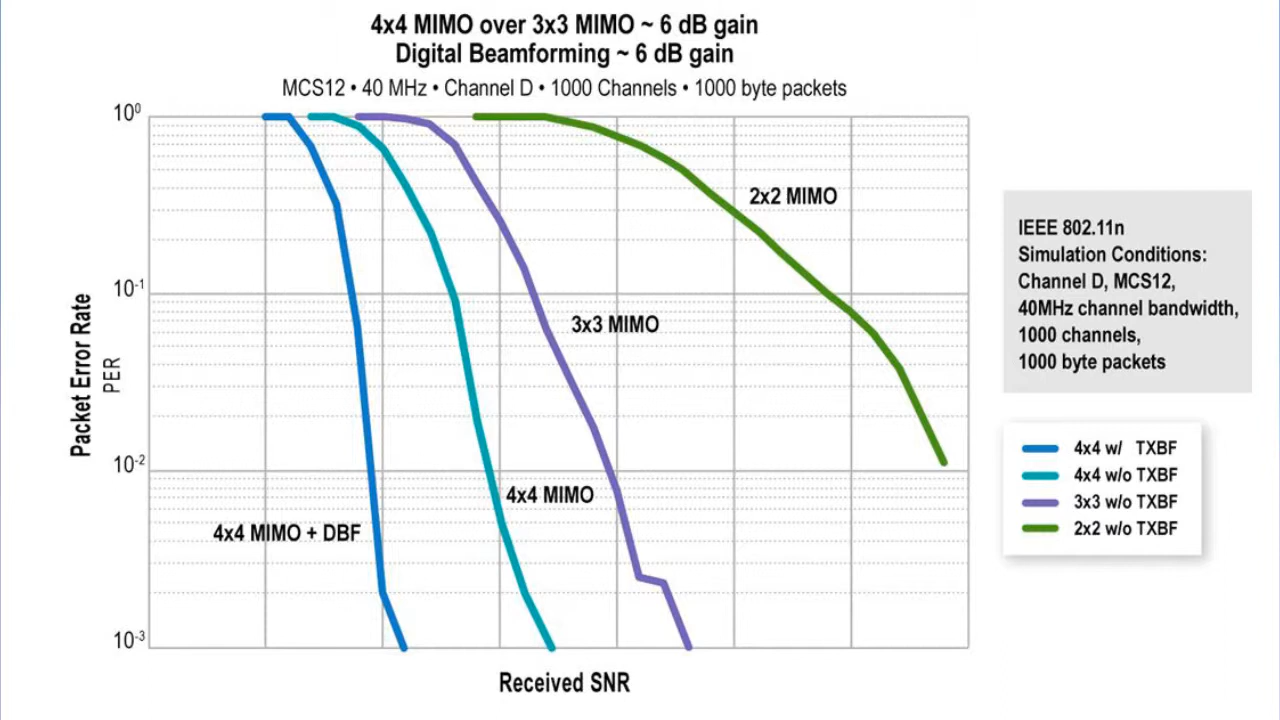 4x4 MIMO over 3x3 MIMO ~ 6 dB gain
Digital Beamforming ~ 6 dB gain
MCS12 • 40 MHz • Channel D • 1000 Channels • 1000 byte packets
10⁰
10⁻¹
10⁻²
10⁻³
Packet Error Rate
PER
2x2 MIMO
3x3 MIMO
4x4 MIMO
4x4 MIMO + DBF
Received SNR
IEEE 802.11n
Simulation Conditions:
Channel D, MCS12,
40MHz channel bandwidth,
1000 channels,
1000 byte packets
4x4 w/ TXBF
4x4 w/o TXBF
3x3 w/o TXBF
2x2 w/o TXBF